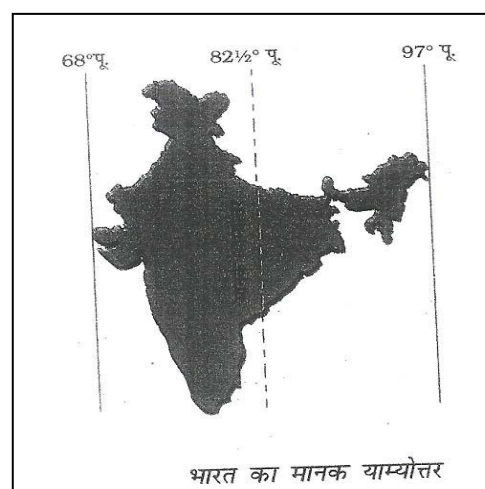 68°पू. 82½° पू. 97° पू.
भारत का मानक याम्योत्तर